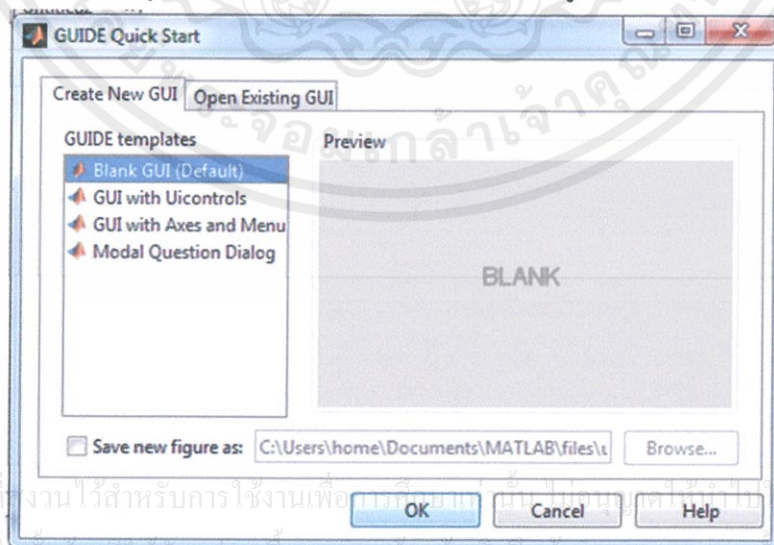 GUIDE Quick Start
Create New GUI Open Existing GUI
GUIDE templates
Preview
Blank GUI (Default)
GUI with Uicontrols
GUI with Axes and Menu
Modal Question Dialog
BLANK
Save new figure as: C:\Users\home\Documents\MATLAB\files\u Browse...
OK Cancel Help